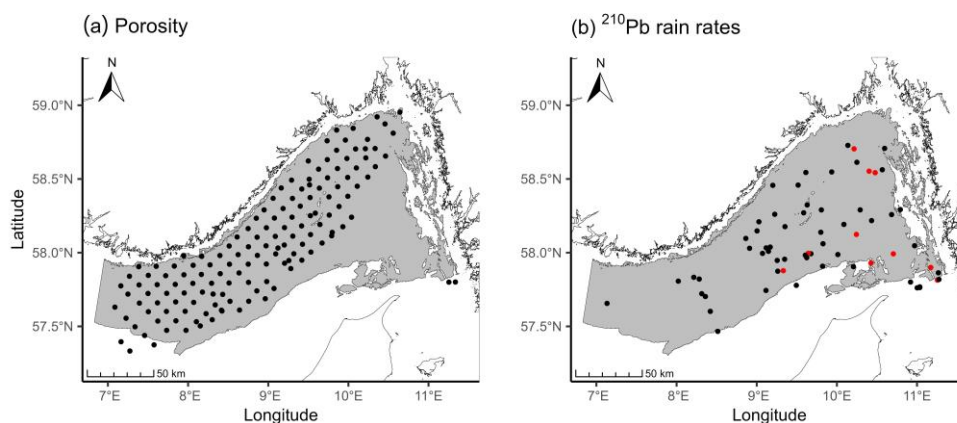 (a) Porosity
(b) ²¹⁰Pb rain rates
N
N
59.0°N
58.5°N
58.0°N
57.5°N
Latitude
59.0°N
58.5°N
58.0°N
57.5°N
50 km
50 km
7°E 8°E 9°E 10°E 11°E
7°E 8°E 9°E 10°E 11°E
Longitude
Longitude